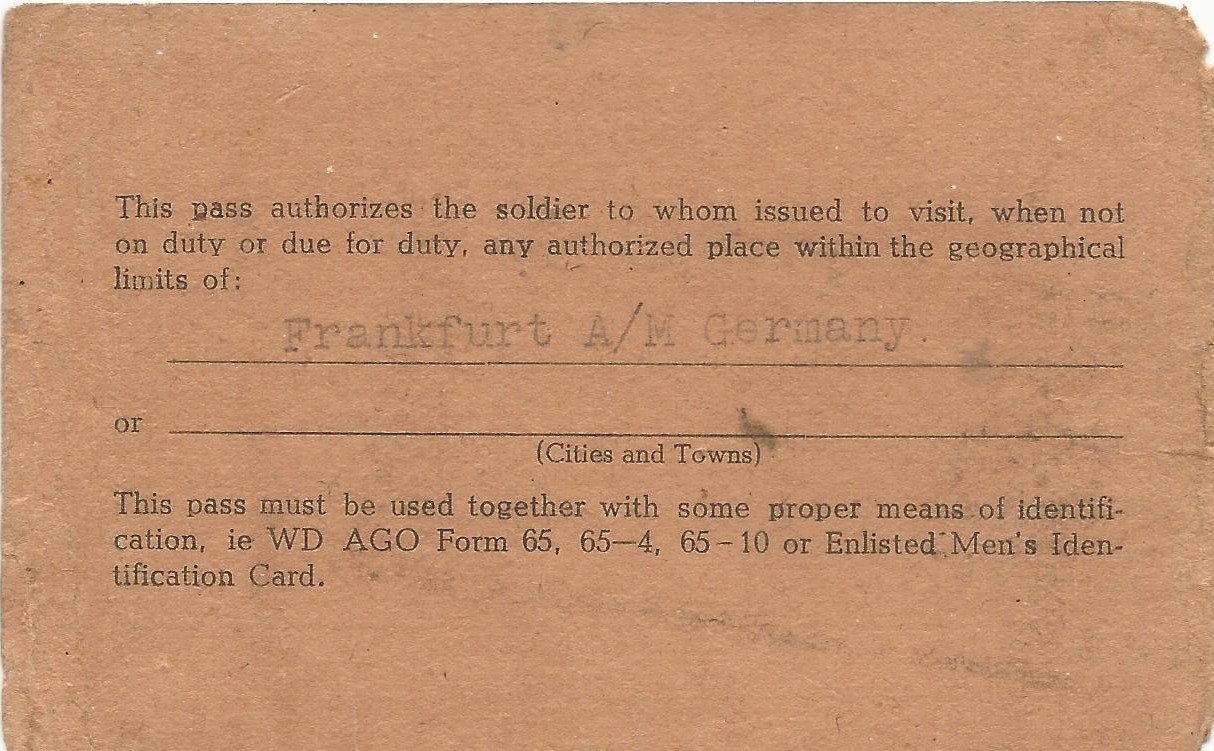 This pass authorizes the soldier to whom issued to visit, when not
on duty or due for duty, any authorized place within the geographical
limits of:
Frankfurt A/M Germany.
or
(Cities and Towns)
This pass must be used together with some proper means of identifi-
cation, ie WD AGO Form 65, 65—4, 65-10 or Enlisted Men's Iden-
tification Card.